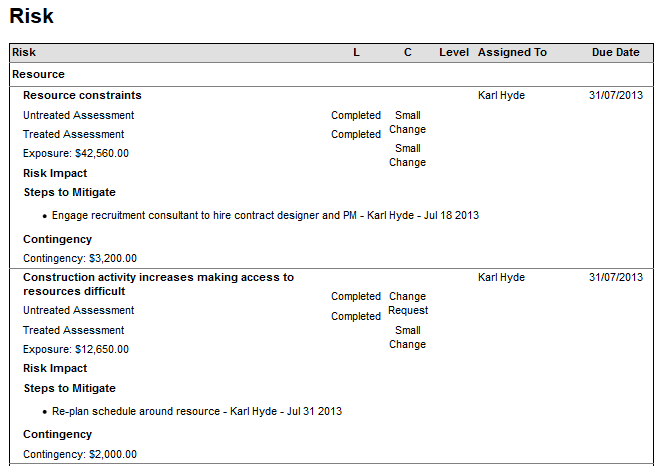 Risk
Risk L C Level Assigned To Due Date
Resource
Resource constraints Karl Hyde 31/07/2013
Untreated Assessment Completed Small
Change
Treated Assessment Completed Small
Change
Exposure: $42,560.00
Risk Impact
Steps to Mitigate
• Engage recruitment consultant to hire contract designer and PM - Karl Hyde - Jul 18 2013
Contingency
Contingency: $3,200.00
Construction activity increases making access to Karl Hyde 31/07/2013
resources difficult
Untreated Assessment Completed Change
Request
Treated Assessment Completed Small
Change
Exposure: $12,650.00
Risk Impact
Steps to Mitigate
• Re-plan schedule around resource - Karl Hyde - Jul 31 2013
Contingency
Contingency: $2,000.00